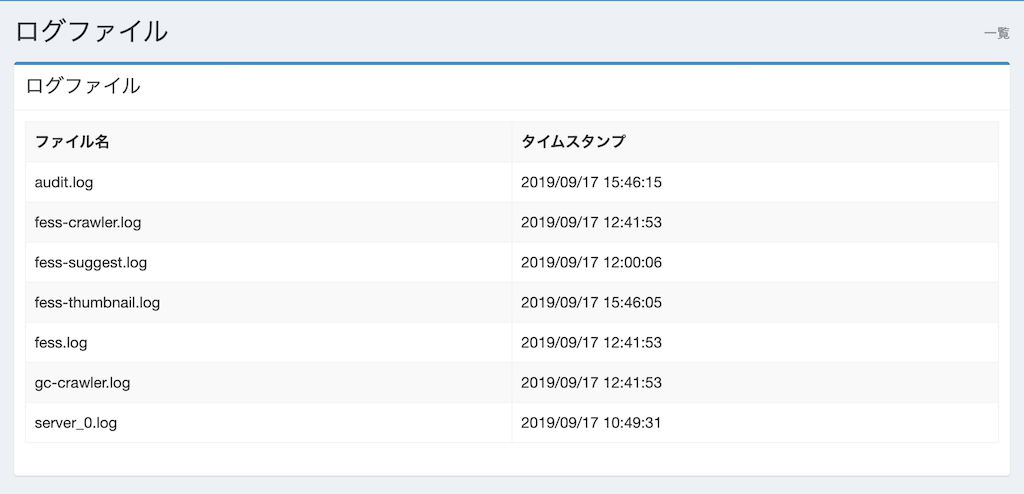 ログファイル
一覧
ログファイル
ファイル名 タイムスタンプ
audit.log 2019/09/17 15:46:15
fess-crawler.log 2019/09/17 12:41:53
fess-suggest.log 2019/09/17 12:00:06
fess-thumbnail.log 2019/09/17 15:46:05
fess.log 2019/09/17 12:41:53
gc-crawler.log 2019/09/17 12:41:53
server_0.log 2019/09/17 10:49:31